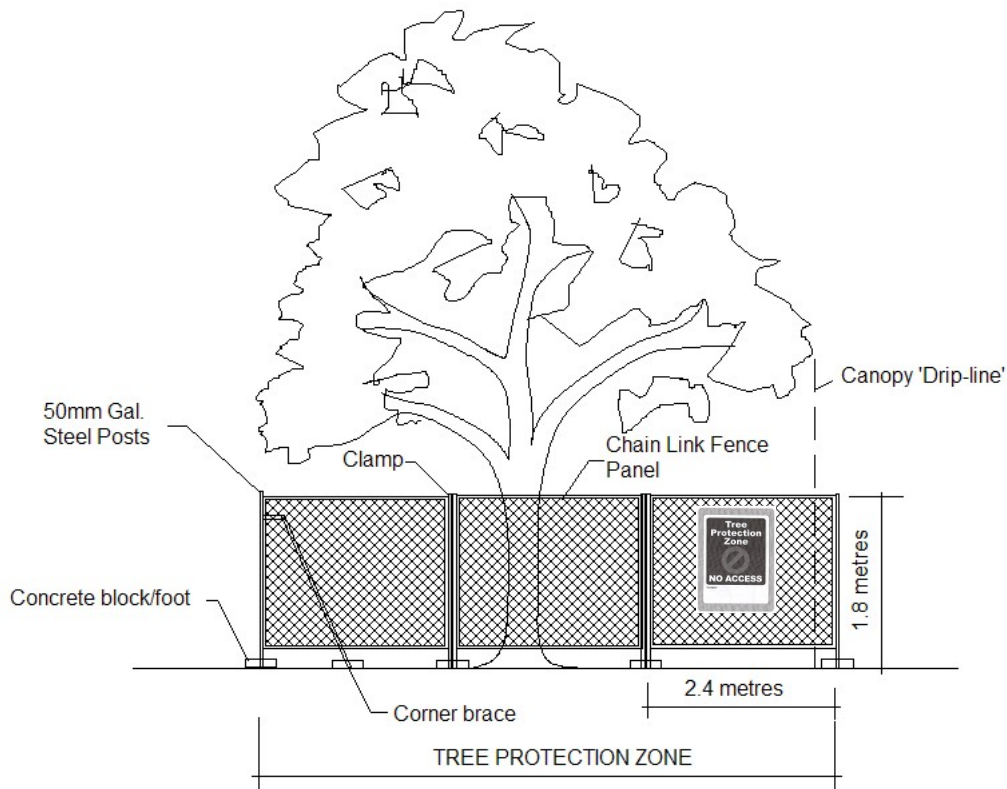 Canopy 'Drip-line'
50mm Gal.
Steel Posts
Clamp
Chain Link Fence
Panel
Tree
Protection
Zone
NO ACCESS
1.8 metres
Concrete block/foot
2.4 metres
Corner brace
TREE PROTECTION ZONE